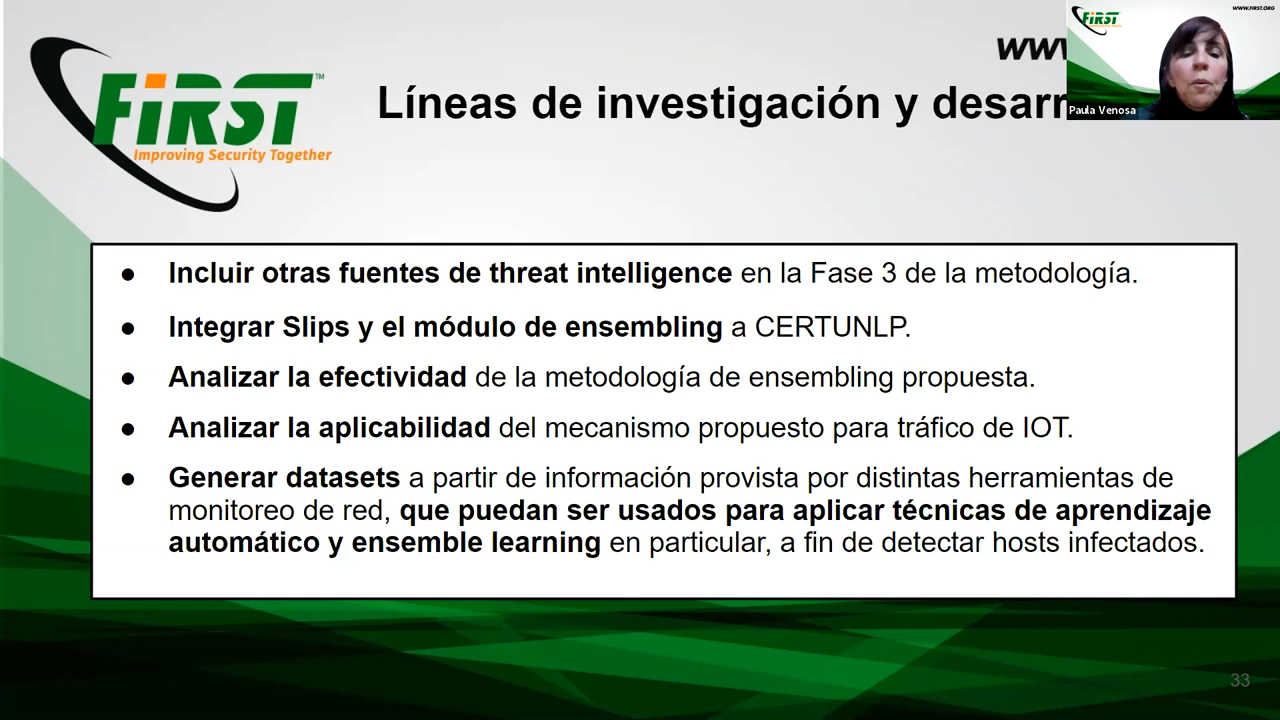 FiRST™
Improving Security Together
www
Líneas de investigación y desarr
FiRST
WWW.FIRST.ORG
Paula Venosa
● Incluir otras fuentes de threat intelligence en la Fase 3 de la metodología.
● Integrar Slips y el módulo de ensembling a CERTUNLP.
● Analizar la efectividad de la metodología de ensembling propuesta.
● Analizar la aplicabilidad del mecanismo propuesto para tráfico de IOT.
● Generar datasets a partir de información provista por distintas herramientas de
monitoreo de red, que puedan ser usados para aplicar técnicas de aprendizaje
automático y ensemble learning en particular, a fin de detectar hosts infectados.
33